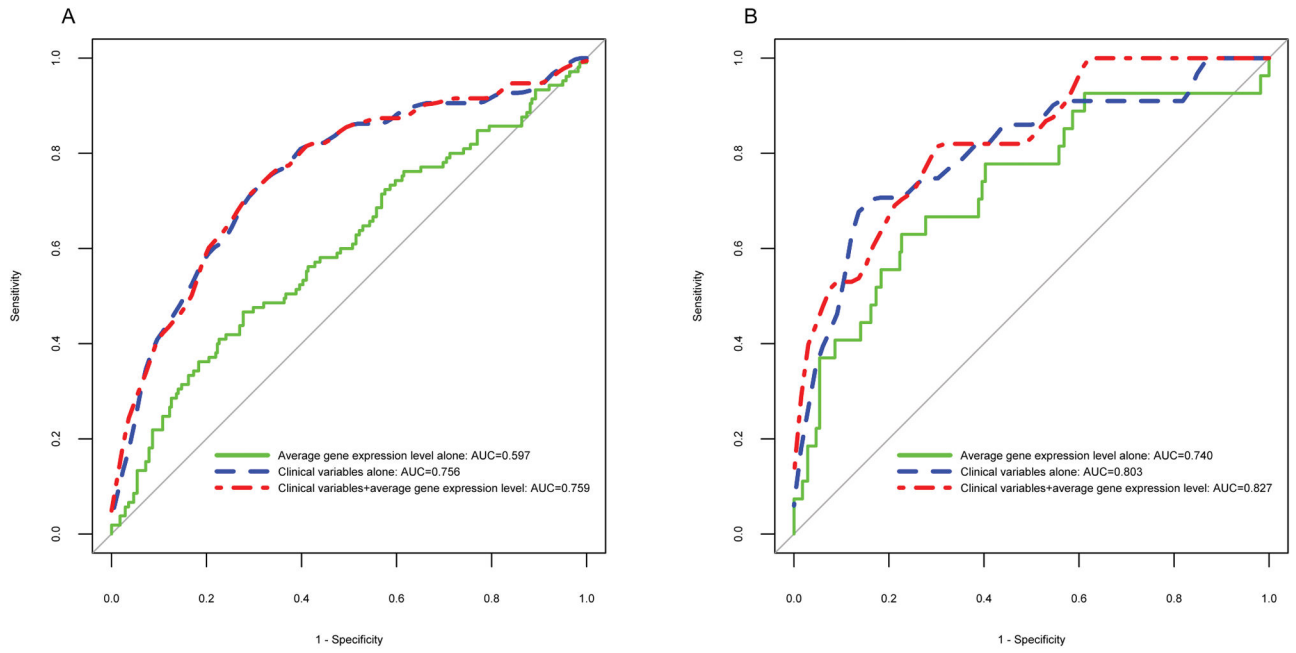 A
Sensitivity
1.0
0.8
0.6
0.4
0.2
0.0
Average gene expression level alone: AUC=0.597
Clinical variables alone: AUC=0.756
Clinical variables+average gene expression level: AUC=0.759
0.0 0.2 0.4 0.6 0.8 1.0
1 - Specificity
B
Sensitivity
1.0
0.8
0.6
0.4
0.2
0.0
Average gene expression level alone: AUC=0.740
Clinical variables alone: AUC=0.803
Clinical variables+average gene expression level: AUC=0.827
0.0 0.2 0.4 0.6 0.8 1.0
1 - Specificity